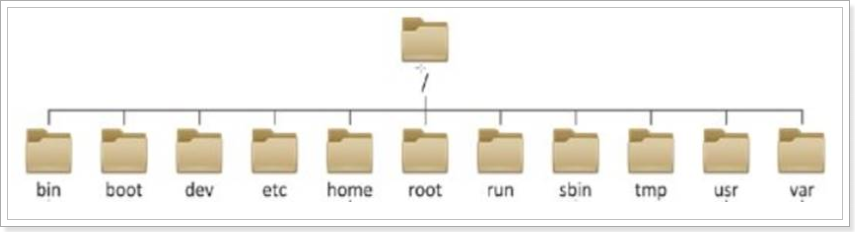 /
bin boot dev etc home root run sbin tmp usr var